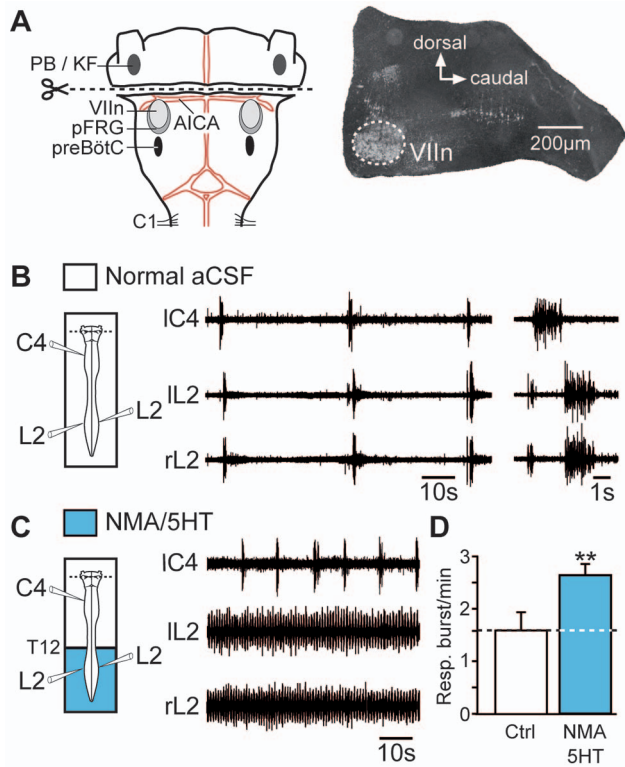 A
PB / KF
VIIn
pFRG
preBötC
AICA
C1
dorsal
caudal
VIIn
200µm
B
Normal aCSF
C4
L2
L2
lC4
lL2
rL2
10s
1s
C
NMA/5HT
C4
T12
L2
L2
lC4
lL2
rL2
10s
D
**
Resp. burst/min
3
2
1
0
Ctrl
NMA
5HT